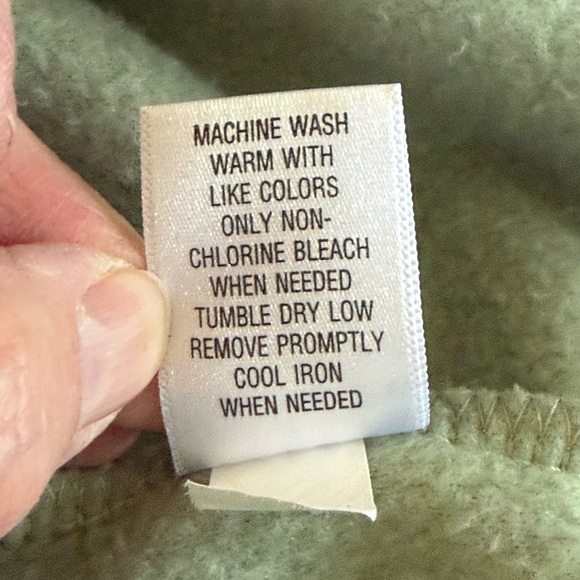 MACHINE WASH
WARM WITH
LIKE COLORS
ONLY NON-
CHLORINE BLEACH
WHEN NEEDED
TUMBLE DRY LOW
REMOVE PROMPTLY
COOL IRON
WHEN NEEDED